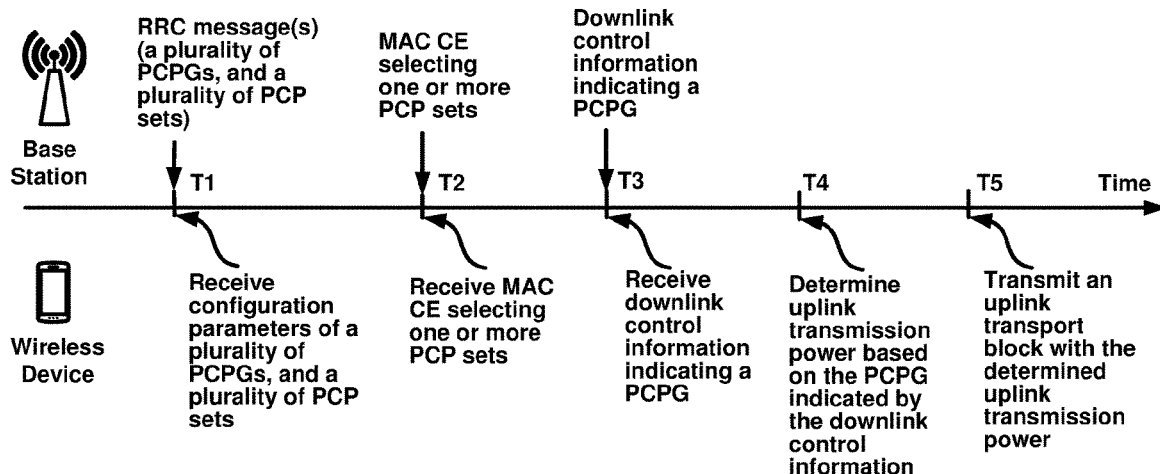 RRC message(s)
(a plurality of
PCPGs, and a
plurality of PCP
sets)
MAC CE
selecting
one or more
PCP sets
Downlink
control
information
indicating a
PCPG
Base
Station
T1
T2
T3
T4
T5
Time
Wireless
Device
Receive
configuration
parameters of a
plurality of
PCPGs, and a
plurality of PCP
sets
Receive MAC
CE selecting
one or more
PCP sets
Receive
downlink
control
information
indicating a
PCPG
Determine
uplink
transmission
power based
on the PCPG
indicated by
the downlink
control
information
Transmit an
uplink
transport
block with the
determined
uplink
transmission
power